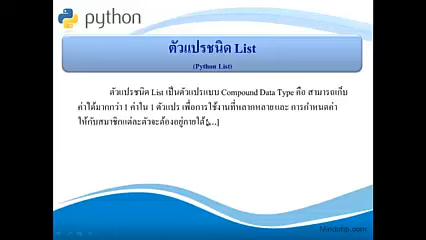 python
ตัวแปรชนิด List
(Python List)
ตัวแปรชนิด List เป็นตัวแปรแบบ Compound Data Type คือ สามารถเก็บ
ค่าได้มากกว่า 1 ค่าใน 1 ตัวแปร เพื่อการใช้งานที่หลากหลายและ การกำหนดค่า
ให้กับสมาชิกแต่ละตัวจะต้องอยู่ภายใต้ [...]
Mindphp.com